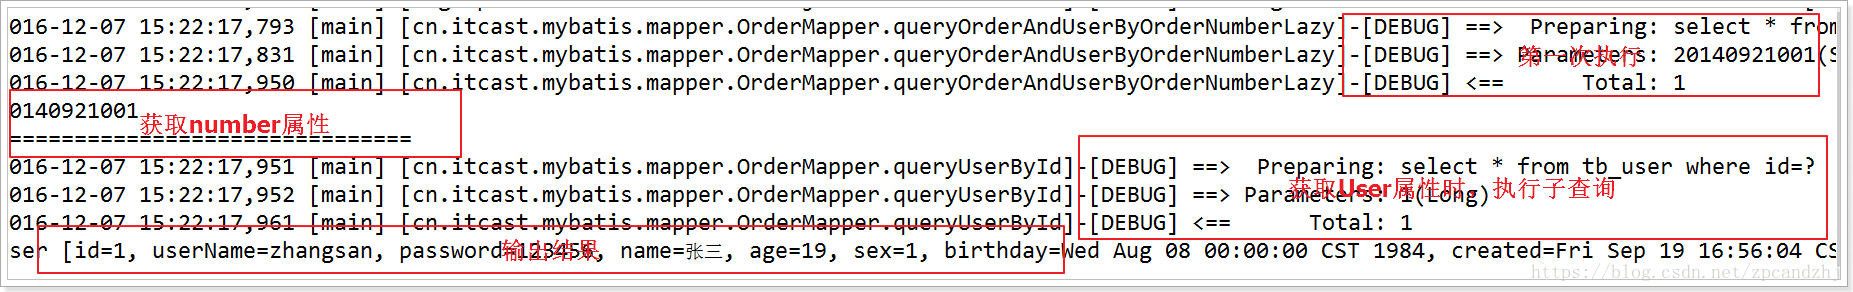 016-12-07 15:22:17,793 [main] [cn.itcast.mybatis.mapper.OrderMapper.queryOrderAndUserByOrderNumberLazy]-[DEBUG] ==>  Preparing: select * from
016-12-07 15:22:17,831 [main] [cn.itcast.mybatis.mapper.OrderMapper.queryOrderAndUserByOrderNumberLazy]-[DEBUG] ==> Parameters: 20140921001(S
第一次执行
016-12-07 15:22:17,950 [main] [cn.itcast.mybatis.mapper.OrderMapper.queryOrderAndUserByOrderNumberLazy]-[DEBUG] <==      Total: 1
0140921001
获取number属性
===============================
016-12-07 15:22:17,951 [main] [cn.itcast.mybatis.mapper.OrderMapper.queryUserById]-[DEBUG] ==>  Preparing: select * from tb_user where id=?
016-12-07 15:22:17,952 [main] [cn.itcast.mybatis.mapper.OrderMapper.queryUserById]-[DEBUG] ==> Parameters: 1(Long)
获取User属性时，执行子查询
016-12-07 15:22:17,961 [main] [cn.itcast.mybatis.mapper.OrderMapper.queryUserById]-[DEBUG] <==      Total: 1
ser [id=1, userName=zhangsan, password=123456, name=张三, age=19, sex=1, birthday=Wed Aug 08 00:00:00 CST 1984, created=Fri Sep 19 16:56:04 CS
输出结果
https://blog.csdn.net/zpcandzhj